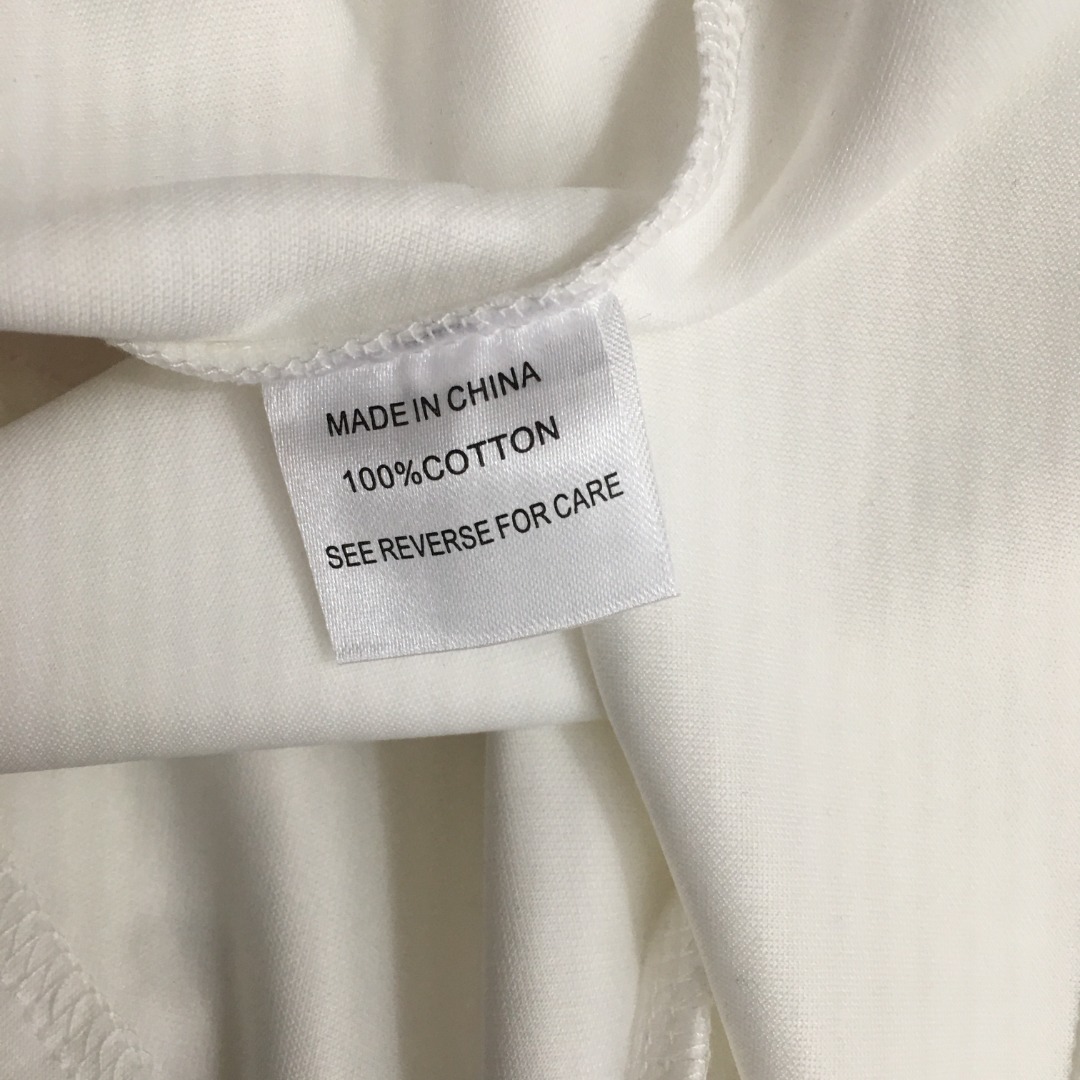 MADE IN CHINA
100%COTTON
SEE REVERSE FOR CARE